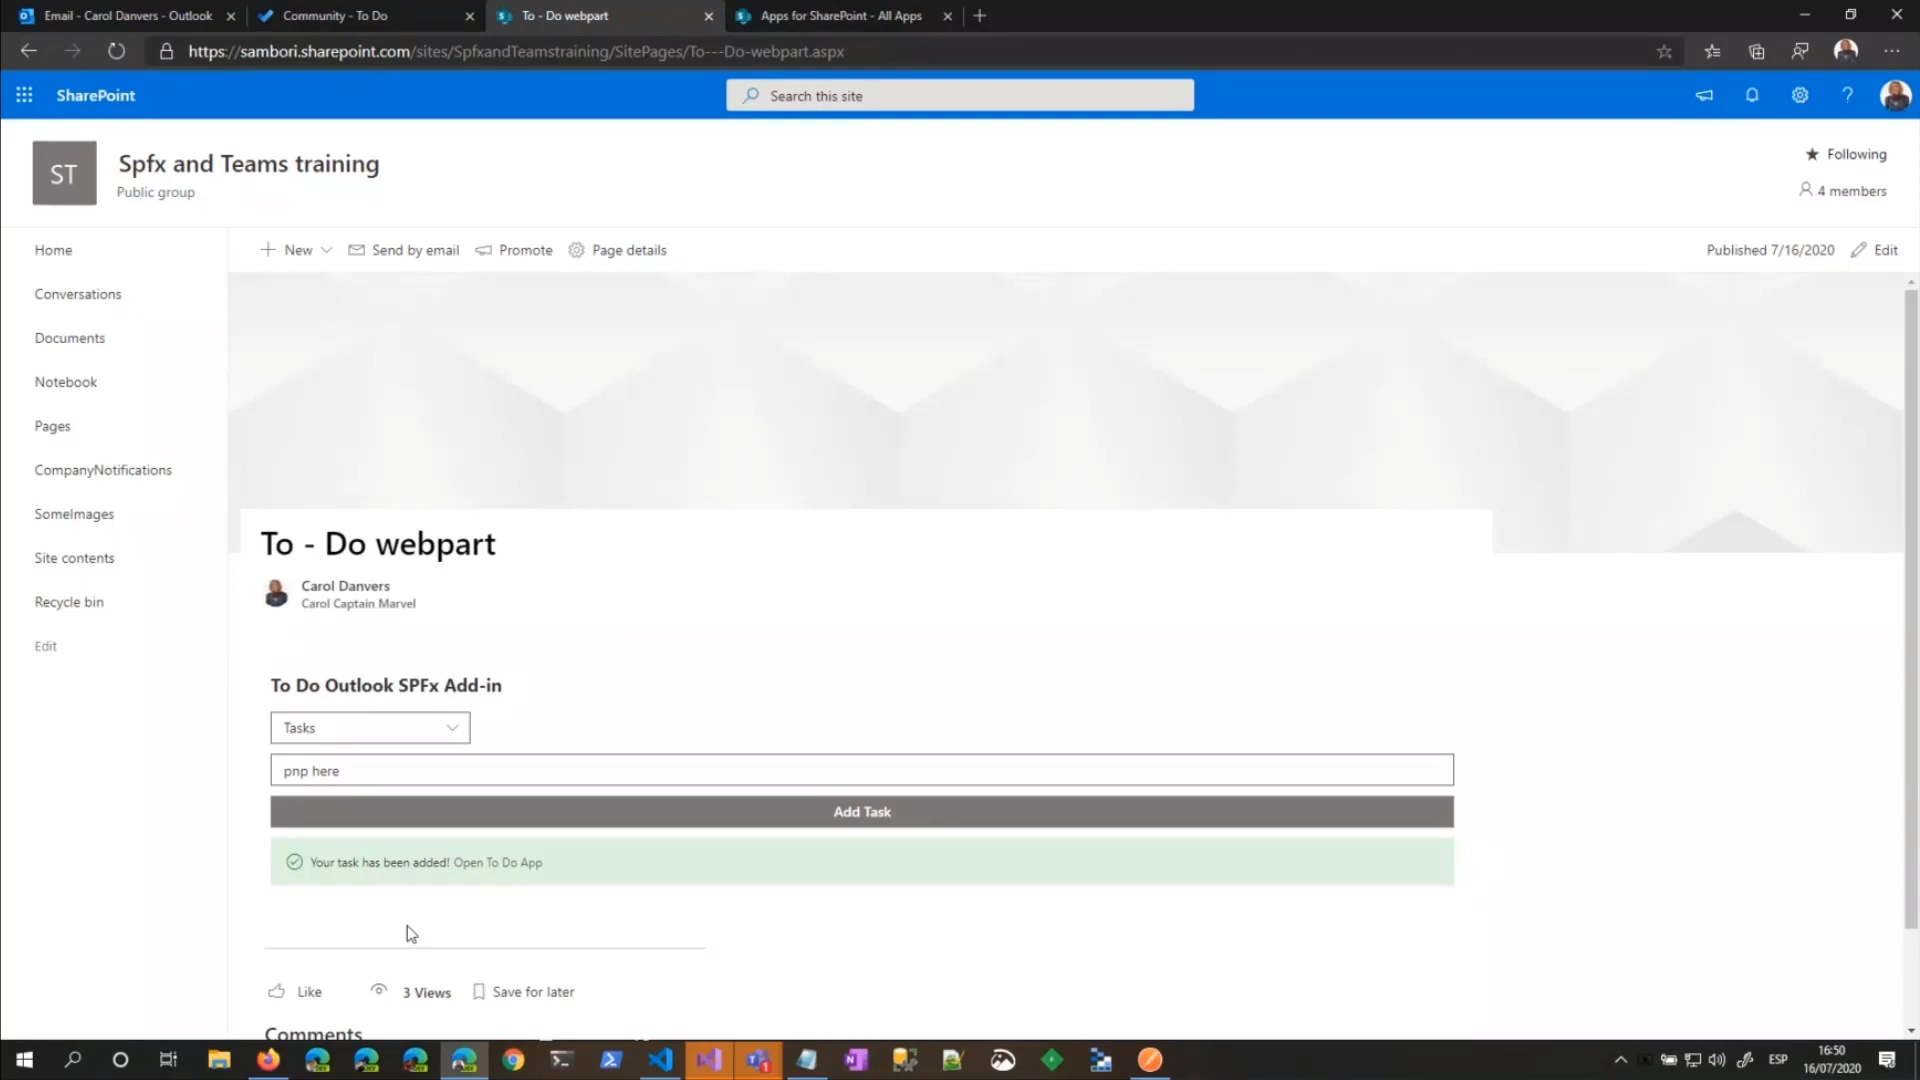 Email - Carol Danvers - Outlook
Community - To Do
To - Do webpart
Apps for SharePoint - All Apps
https://sambori.sharepoint.com/sites/SpfxandTeamstraining/SitePages/To---Do-webpart.aspx
SharePoint
Search this site
ST
Spfx and Teams training
Public group
Following
4 members
Home
Conversations
Documents
Notebook
Pages
CompanyNotifications
SomeImages
Site contents
Recycle bin
Edit
New
Send by email
Promote
Page details
Published 7/16/2020
Edit
To - Do webpart
Carol Danvers
Carol Captain Marvel
To Do Outlook SPFx Add-in
Tasks
pnp here
Add Task
Your task has been added! Open To Do App
Like
3 Views
Save for later
Comments
ESP
16:50
16/07/2020